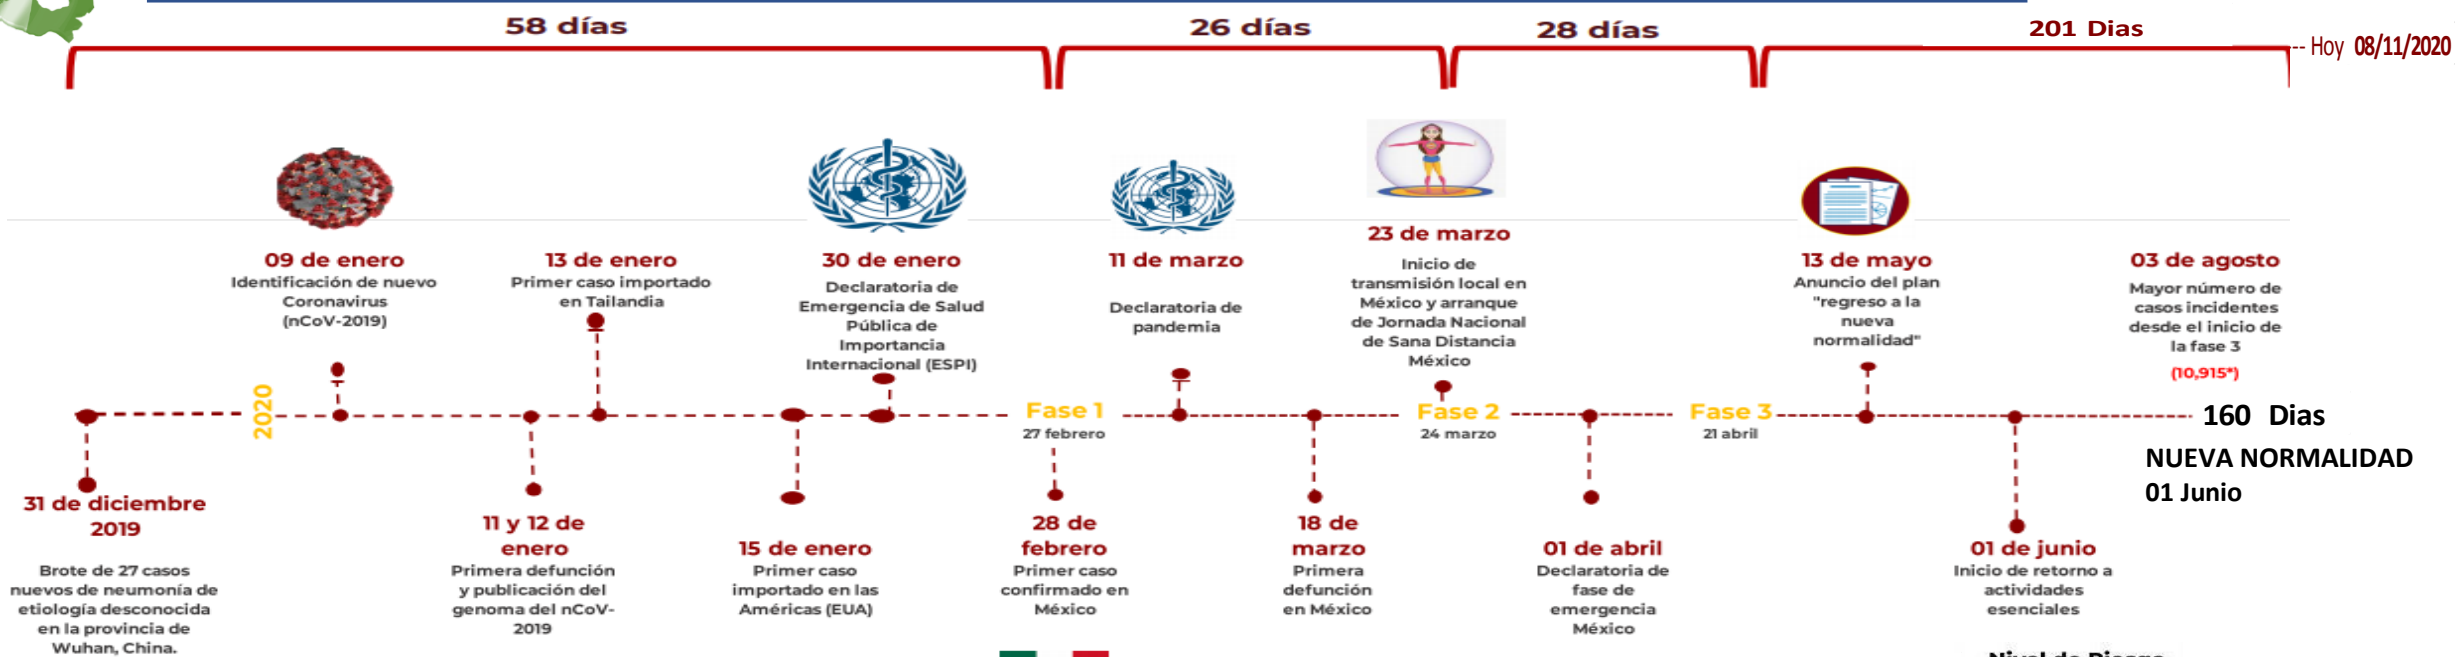 58 días
26 días
28 días
201 Dias
-- Hoy 08/11/2020
09 de enero
Identificación de nuevo
Coronavirus
(nCoV-2019)
13 de enero
Primer caso importado
en Tailandia
30 de enero
Declaratoria de
Emergencia de Salud
Pública de
Importancia
Internacional (ESPI)
11 de marzo
Declaratoria de
pandemia
23 de marzo
Inicio de
transmisión local en
México y arranque
de Jornada Nacional
de Sana Distancia
México
13 de mayo
Anuncio del plan
"regreso a la
nueva
normalidad"
03 de agosto
Mayor número de
casos incidentes
desde el inicio de
la fase 3
(10,915*)
2020
Fase 1
27 febrero
Fase 2
24 marzo
Fase 3
21 abril
160 Dias
NUEVA NORMALIDAD
01 Junio
31 de diciembre
2019
Brote de 27 casos
nuevos de neumonía de
etiología desconocida
en la provincia de
Wuhan, China.
11 y 12 de
enero
Primera defunción
y publicación del
genoma del nCoV-
2019
15 de enero
Primer caso
importado en las
Américas (EUA)
28 de
febrero
Primer caso
confirmado en
México
18 de
marzo
Primera
defunción
en México
01 de abril
Declaratoria de
fase de
emergencia
México
01 de junio
Inicio de retorno a
actividades
esenciales
Nivel de Riesgo